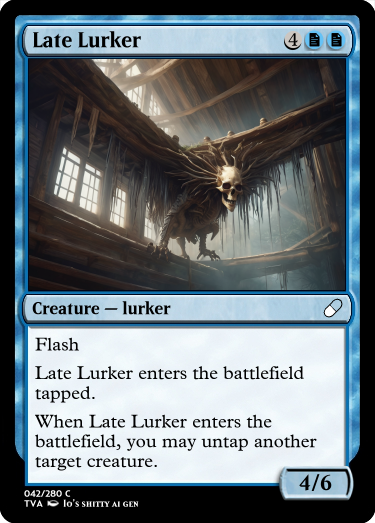 Late Lurker 4
Creature — lurker
Flash
Late Lurker enters the battlefield
tapped.
When Late Lurker enters the
battlefield, you may untap another
target creature.
4/6
042/280 C
TVA Io's shitty ai gen